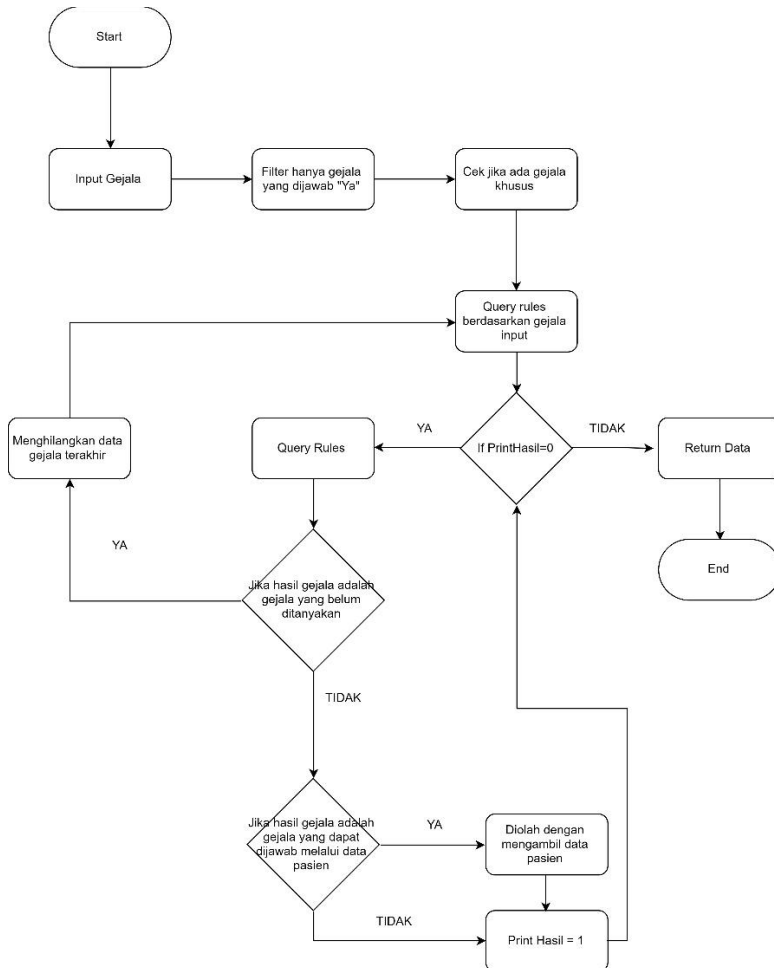 Start
Input Gejala
Filter hanya gejala
yang dijawab "Ya"
Cek jika ada gejala
khusus
Query rules
berdasarkan gejala
input
Menghilangkan data
gejala terakhir
Query Rules
YA
If PrintHasil=0
TIDAK
Return Data
YA
Jika hasil gejala adalah
gejala yang belum
ditanyakan
End
TIDAK
Jika hasil gejala adalah
gejala yang dapat
dijawab melalui data
pasien
YA
Diolah dengan
mengambil data
pasien
TIDAK
Print Hasil = 1